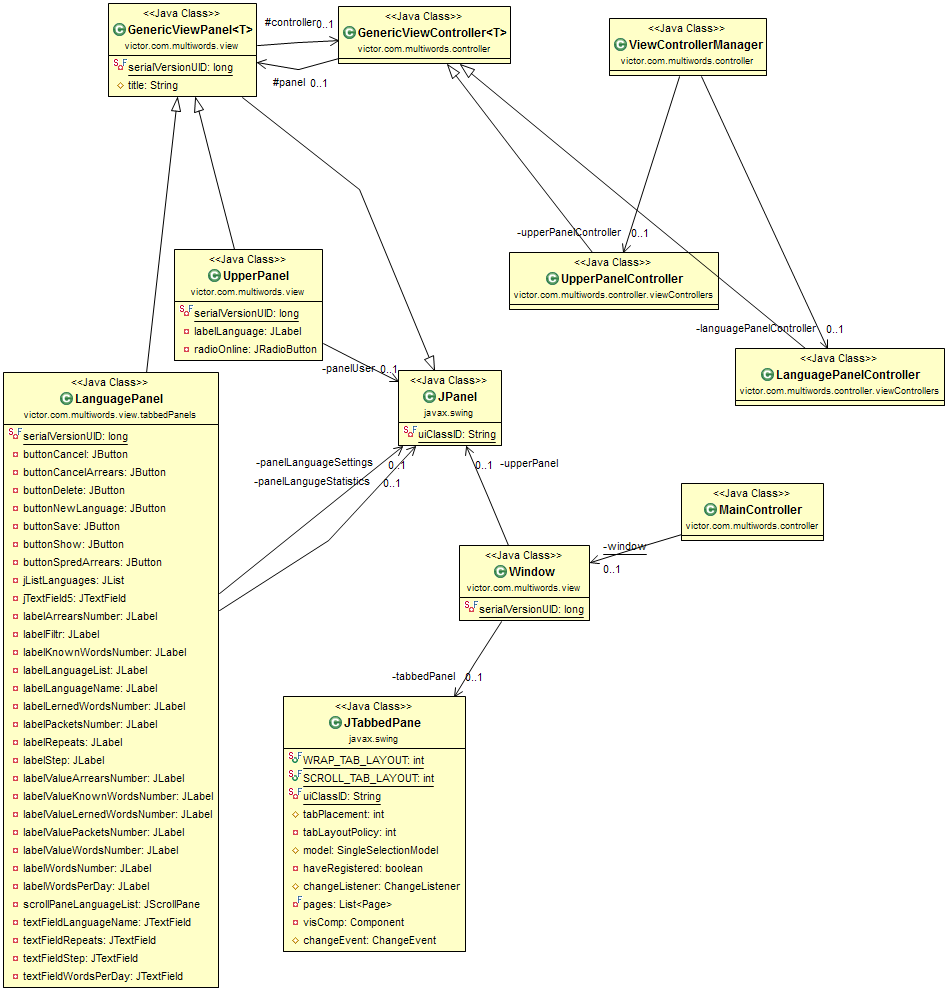 <<Java Class>>
GenericViewPanel<T>
victor.com.multiwords.view
serialVersionUID: long
title: String
#controller 0..1
#panel 0..1
<<Java Class>>
GenericViewController<T>
victor.com.multiwords.controller
<<Java Class>>
ViewControllerManager
victor.com.multiwords.controller
-upperPanelController 0..1
<<Java Class>>
UpperPanelController
victor.com.multiwords.controller.viewControllers
-languagePanelController 0..1
<<Java Class>>
LanguagePanelController
victor.com.multiwords.controller.viewControllers
<<Java Class>>
UpperPanel
victor.com.multiwords.view
serialVersionUID: long
labelLanguage: JLabel
radioOnline: JRadioButton
-panelUser 0..1
<<Java Class>>
JPanel
javax.swing
uiClassID: String
-panelLanguageSettings 0..1
-panelLangugeStatistics 0..1
0..1 -upperPanel
<<Java Class>>
LanguagePanel
victor.com.multiwords.view.tabbedPanels
serialVersionUID: long
buttonCancel: JButton
buttonCancelArrears: JButton
buttonDelete: JButton
buttonNewLanguage: JButton
buttonSave: JButton
buttonShow: JButton
buttonSpredArrears: JButton
jListLanguages: JList
jTextField5: JTextField
labelArrearsNumber: JLabel
labelFiltr: JLabel
labelKnownWordsNumber: JLabel
labelLanguageList: JLabel
labelLanguageName: JLabel
labelLernedWordsNumber: JLabel
labelPacketsNumber: JLabel
labelRepeats: JLabel
labelStep: JLabel
labelValueArrearsNumber: JLabel
labelValueKnownWordsNumber: JLabel
labelValueLernedWordsNumber: JLabel
labelValuePacketsNumber: JLabel
labelValueWordsNumber: JLabel
labelWordsNumber: JLabel
labelWordsPerDay: JLabel
scrollPaneLanguageList: JScrollPane
textFieldLanguageName: JTextField
textFieldRepeats: JTextField
textFieldStep: JTextField
textFieldWordsPerDay: JTextField
<<Java Class>>
MainController
victor.com.multiwords.controller
-window
0..1
<<Java Class>>
Window
victor.com.multiwords.view
serialVersionUID: long
-tabbedPanel 0..1
<<Java Class>>
JTabbedPane
javax.swing
WRAP_TAB_LAYOUT: int
SCROLL_TAB_LAYOUT: int
uiClassID: String
tabPlacement: int
tabLayoutPolicy: int
model: SingleSelectionModel
haveRegistered: boolean
changeListener: ChangeListener
pages: List<Page>
visComp: Component
changeEvent: ChangeEvent